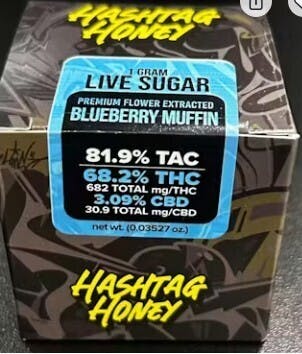 HASHTAG
HONEY
1 GRAM
LIVE SUGAR
PREMIUM FLOWER EXTRACTED
BLUEBERRY MUFFIN
81.9% TAC
68.2% THC
682 TOTAL mg/THC
3.09% CBD
30.9 TOTAL mg/CBD
net wt. (0.03527 oz.)
HASHTAG
HONEY